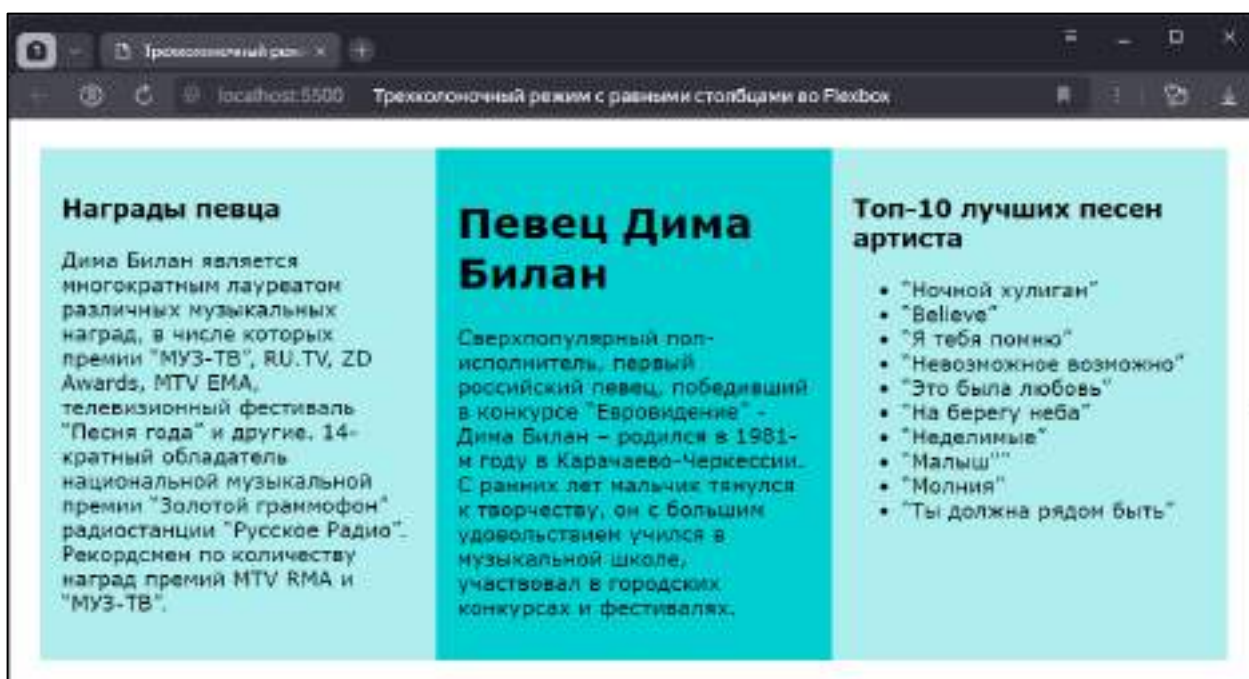 Трехколоночный реж
localhost:5500 Трехколоночный режим с равными столбцами во Flexbox
Награды певца
Дима Билан является
многократным лауреатом
различных музыкальных
наград, в числе которых
премии "МУЗ-ТВ", RU.TV, ZD
Awards, MTV EMA,
телевизионный фестиваль
"Песня года" и другие. 14-
кратный обладатель
национальной музыкальной
премии "Золотой граммофон"
радиостанции "Русское Радио".
Рекордсмен по количеству
наград премий MTV RMA и
"МУЗ-ТВ".
Певец Дима
Билан
Сверхпопулярный поп-
исполнитель, первый
российский певец, победивший
в конкурсе "Евровидение" -
Дима Билан – родился в 1981-
м году в Карачаево-Черкессии.
С ранних лет мальчик тянулся
к творчеству, он с большим
удовольствием учился в
музыкальной школе,
участвовал в городских
конкурсах и фестивалях.
Топ-10 лучших песен
артиста
• "Ночной хулиган"
• "Believe"
• "Я тебя помню"
• "Невозможное возможно"
• "Это была любовь"
• "На берегу неба"
• "Неделимые"
• "Малыш""
• "Молния"
• "Ты должна рядом быть"